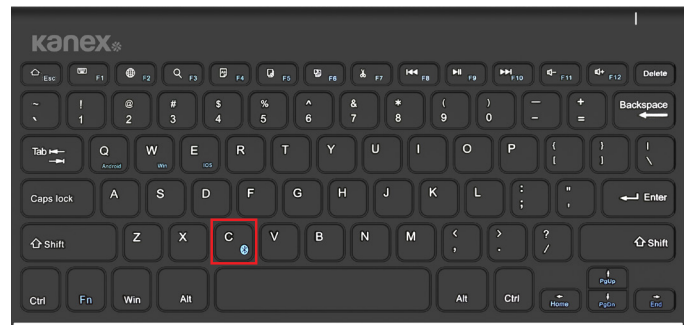 Kanex®
Esc F1 F2 F3 F4 F5 F6 F7 F8 F9 F10 F11 F12 Delete
~ ! @ # $ % ^ & * ( ) — + Backspace
` 1 2 3 4 5 6 7 8 9 0 - =
Tab Q W E R T Y U I O P { } |
Android Win iOS [ ] \
Caps lock A S D F G H J K L : " Enter
; '
Shift Z X C V B N M < > ? Shift
, . /
PgUp
Ctrl Fn Win Alt Alt Ctrl Home PgDn End